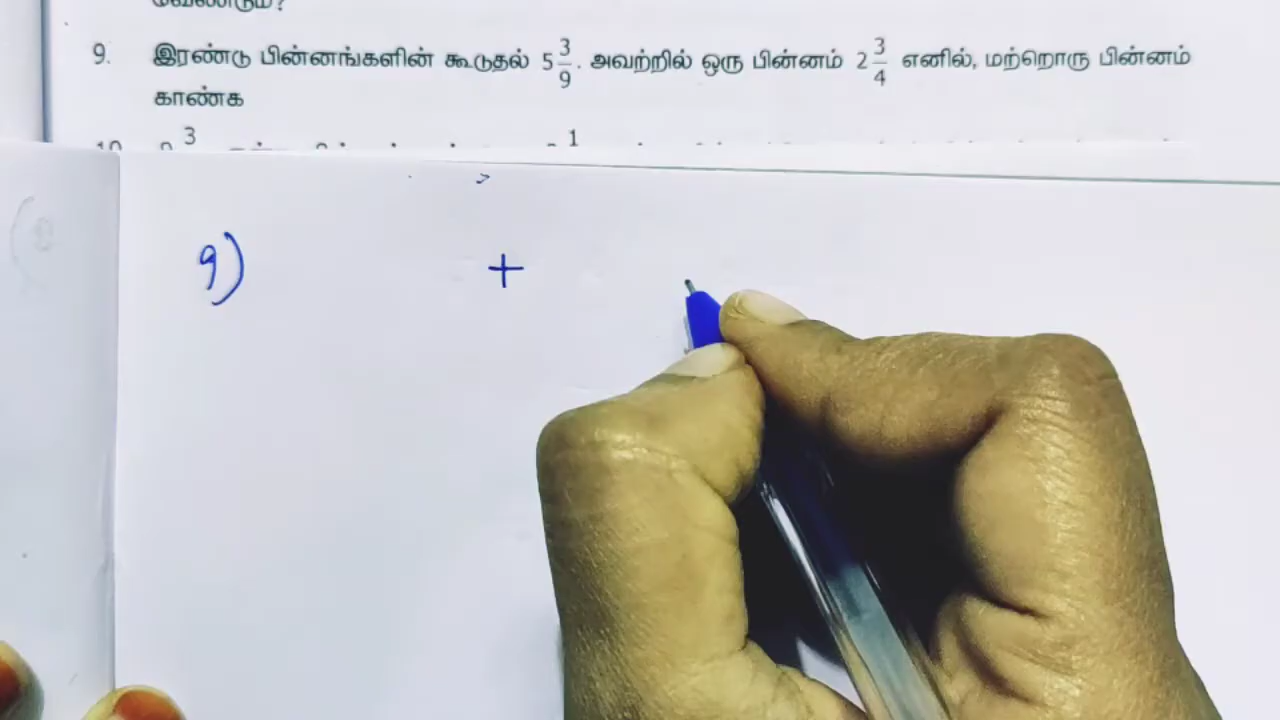 வேண்டும்?
9. இரண்டு பின்னங்களின் கூடுதல் 5 3/9. அவற்றில் ஒரு பின்னம் 2 3/4 எனில், மற்றொரு பின்னம்
காண்க
9) +